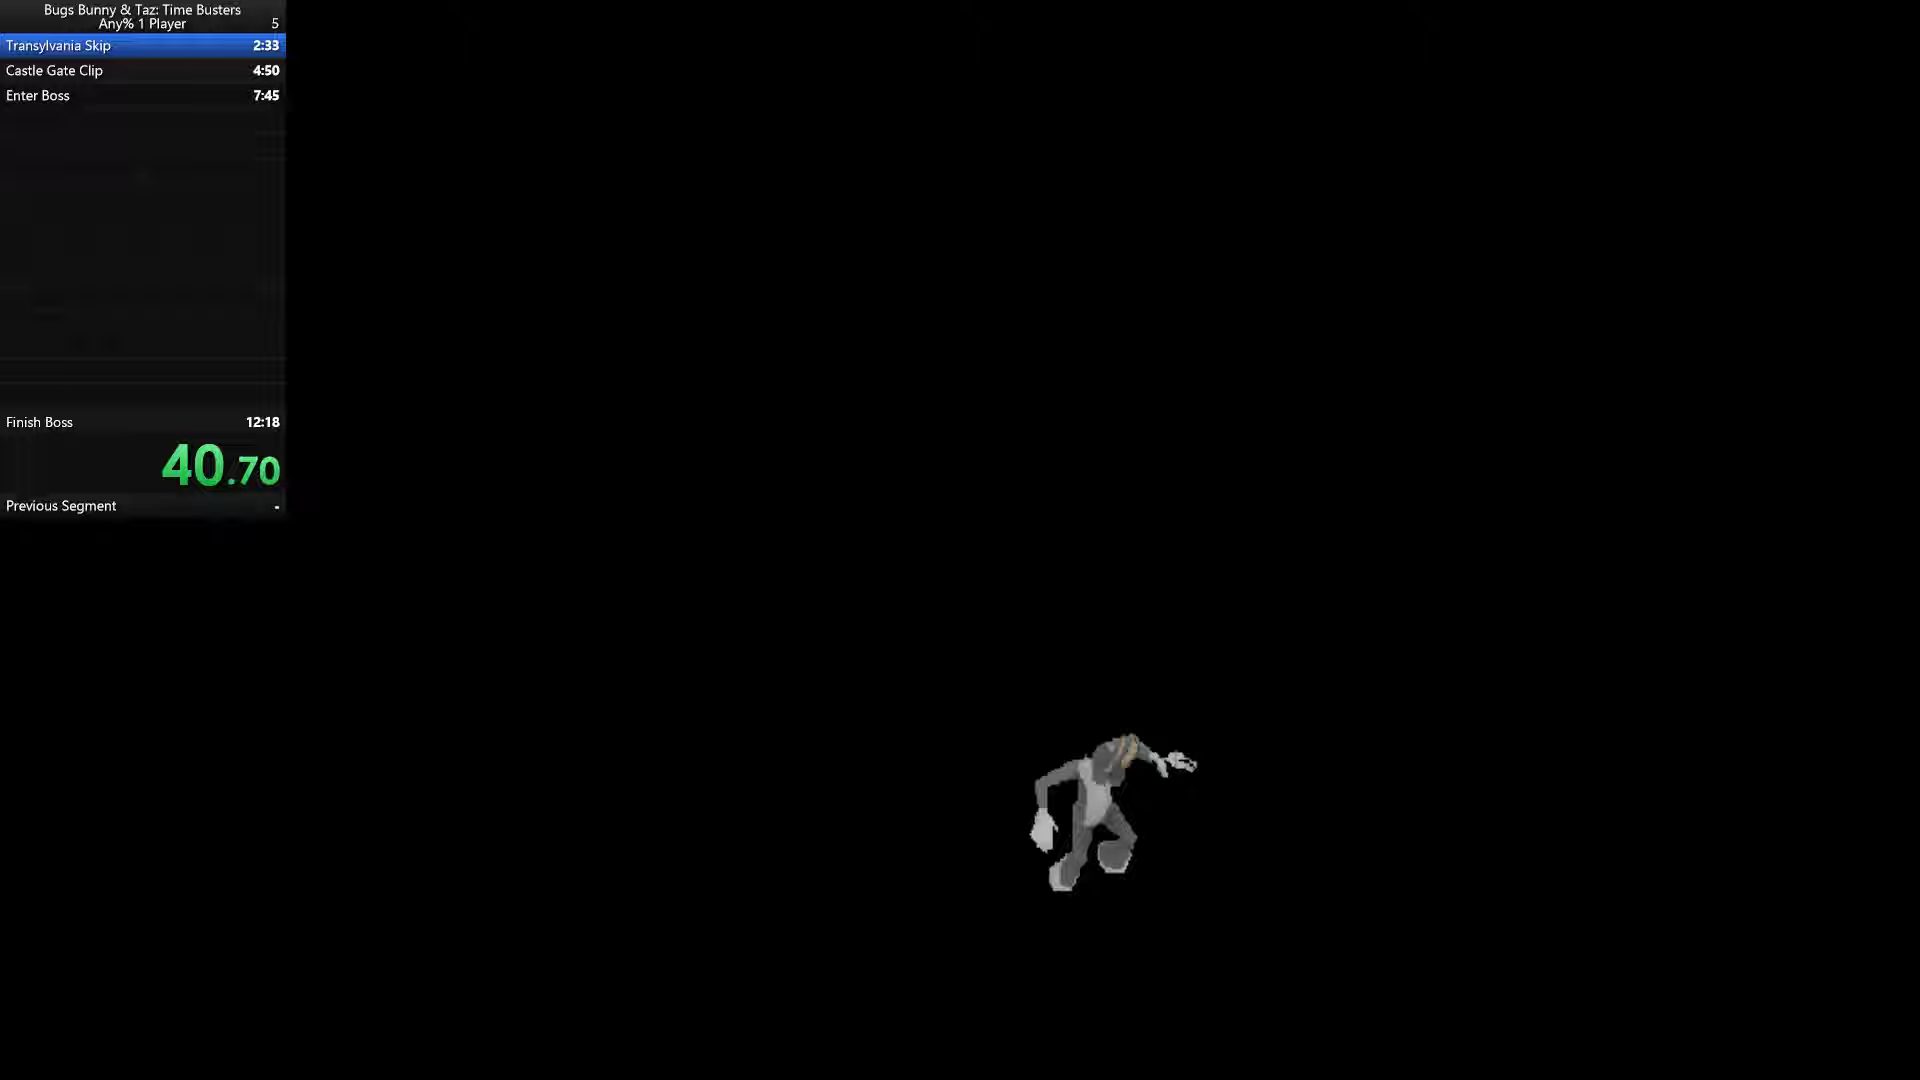 Bugs Bunny & Taz: Time Busters
Any% 1 Player 5
Transylvania Skip 2:33
Castle Gate Clip 4:50
Enter Boss 7:45
Finish Boss 12:18
40.70
Previous Segment -